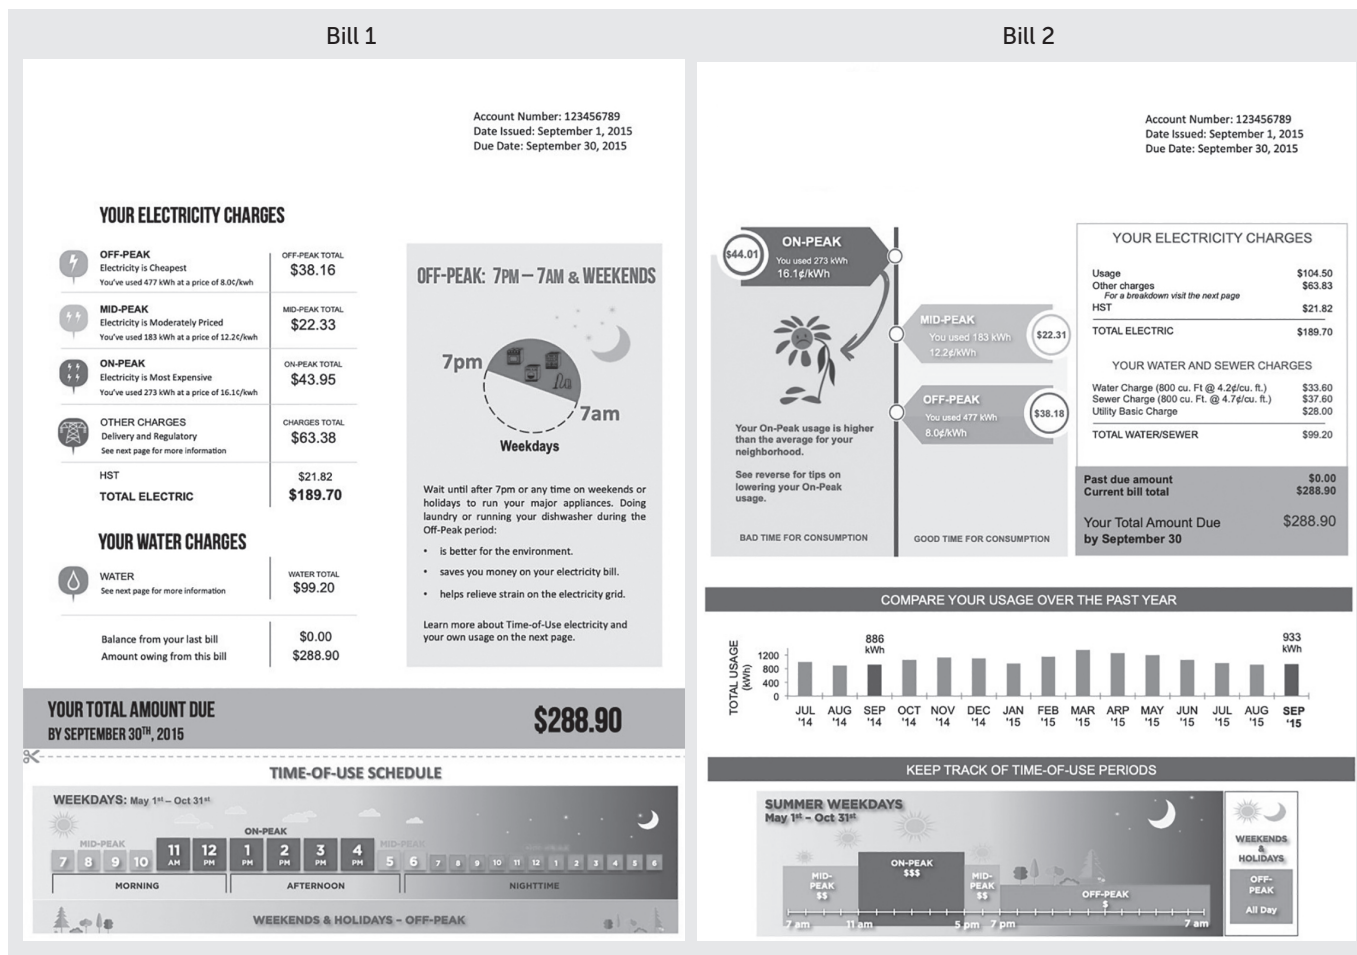 Bill 1
Account Number: 123456789
Date Issued: September 1, 2015
Due Date: September 30, 2015
YOUR ELECTRICITY CHARGES
OFF-PEAK
Electricity is Cheapest
You've used 477 kWh at a price of 8.0¢/kwh
OFF-PEAK TOTAL
$38.16
MID-PEAK
Electricity is Moderately Priced
You've used 183 kWh at a price of 12.2¢/kwh
MID-PEAK TOTAL
$22.33
ON-PEAK
Electricity is Most Expensive
You've used 273 kWh at a price of 16.1¢/kwh
ON-PEAK TOTAL
$43.95
OTHER CHARGES
Delivery and Regulatory
See next page for more information
CHARGES TOTAL
$63.38
HST $21.82
TOTAL ELECTRIC $189.70
YOUR WATER CHARGES
WATER
See next page for more information
WATER TOTAL
$99.20
Balance from your last bill $0.00
Amount owing from this bill $288.90
OFF-PEAK: 7PM – 7AM & WEEKENDS
7pm
7am
Weekdays
Wait until after 7pm or any time on weekends or
holidays to run your major appliances. Doing
laundry or running your dishwasher during the
Off-Peak period:
• is better for the environment.
• saves you money on your electricity bill.
• helps relieve strain on the electricity grid.
Learn more about Time-of-Use electricity and
your own usage on the next page.
YOUR TOTAL AMOUNT DUE
BY SEPTEMBER 30TH, 2015
$288.90
TIME-OF-USE SCHEDULE
WEEKDAYS: May 1st – Oct 31st
ON-PEAK
MID-PEAK
MID-PEAK
7 8 9 10 11 AM 12 PM 1 PM 2 PM 3 PM 4 PM 5 6 7 8 9 10 11 12 1 2 3 4 5 6
MORNING AFTERNOON NIGHTTIME
WEEKENDS & HOLIDAYS – OFF-PEAK
Bill 2
Account Number: 123456789
Date Issued: September 1, 2015
Due Date: September 30, 2015
$44.01
ON-PEAK
You used 273 kWh
16.1¢/kWh
MID-PEAK
You used 183 kWh
12.2¢/kWh
$22.31
OFF-PEAK
You used 477 kWh
8.0¢/kWh
$38.18
Your On-Peak usage is higher
than the average for your
neighborhood.
See reverse for tips on
lowering your On-Peak
usage.
BAD TIME FOR CONSUMPTION
GOOD TIME FOR CONSUMPTION
YOUR ELECTRICITY CHARGES
Usage $104.50
Other charges $63.83
For a breakdown visit the next page
HST $21.82
TOTAL ELECTRIC $189.70
YOUR WATER AND SEWER CHARGES
Water Charge (800 cu. Ft @ 4.2¢/cu. ft.) $33.60
Sewer Charge (800 cu. Ft. @ 4.7¢/cu. ft.) $37.60
Utility Basic Charge $28.00
TOTAL WATER/SEWER $99.20
Past due amount $0.00
Current bill total $288.90
Your Total Amount Due $288.90
by September 30
COMPARE YOUR USAGE OVER THE PAST YEAR
TOTAL USAGE
(kWh)
1200
800
400
0
886
kWh
933
kWh
JUL AUG SEP OCT NOV DEC JAN FEB MAR ARP MAY JUN JUL AUG SEP
'14 '14 '14 '14 '14 '14 '15 '15 '15 '15 '15 '15 '15 '15 '15
KEEP TRACK OF TIME-OF-USE PERIODS
SUMMER WEEKDAYS
May 1st – Oct 31st
MID-
PEAK
$$
ON-PEAK
$$$
MID-
PEAK
$$
OFF-PEAK
$
7 am 11 am 5 pm 7 pm 7 am
WEEKENDS
&
HOLIDAYS
OFF-
PEAK
All Day